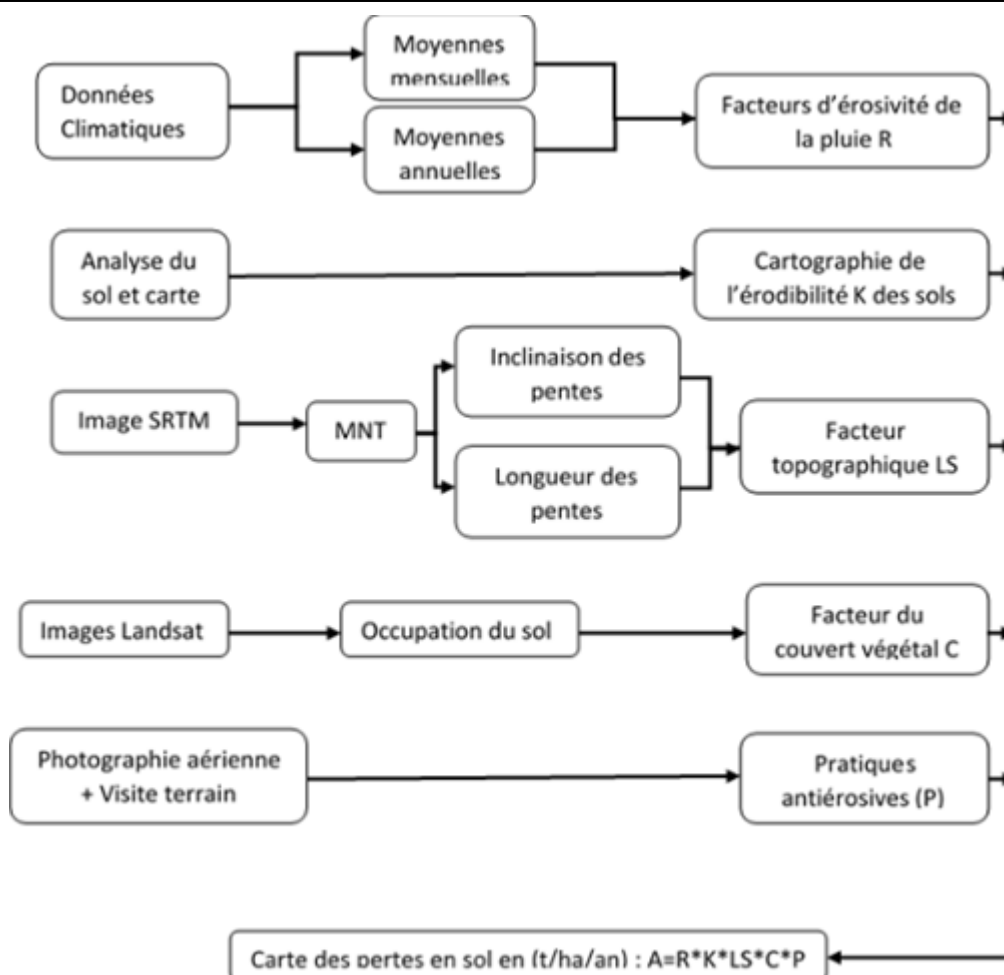 Données
Climatiques
Moyennes
mensuelles
Moyennes
annuelles
Facteurs d’érosivité de
la pluie R
Analyse du
sol et carte
Cartographie de
l’érodibilité K des sols
Image SRTM
MNT
Inclinaison des
pentes
Longueur des
pentes
Facteur
topographique LS
Images Landsat
Occupation du sol
Facteur du
couvert végétal C
Photographie aérienne
+ Visite terrain
Pratiques
antiérosives (P)
Carte des pertes en sol en (t/ha/an) : A=R*K*LS*C*P